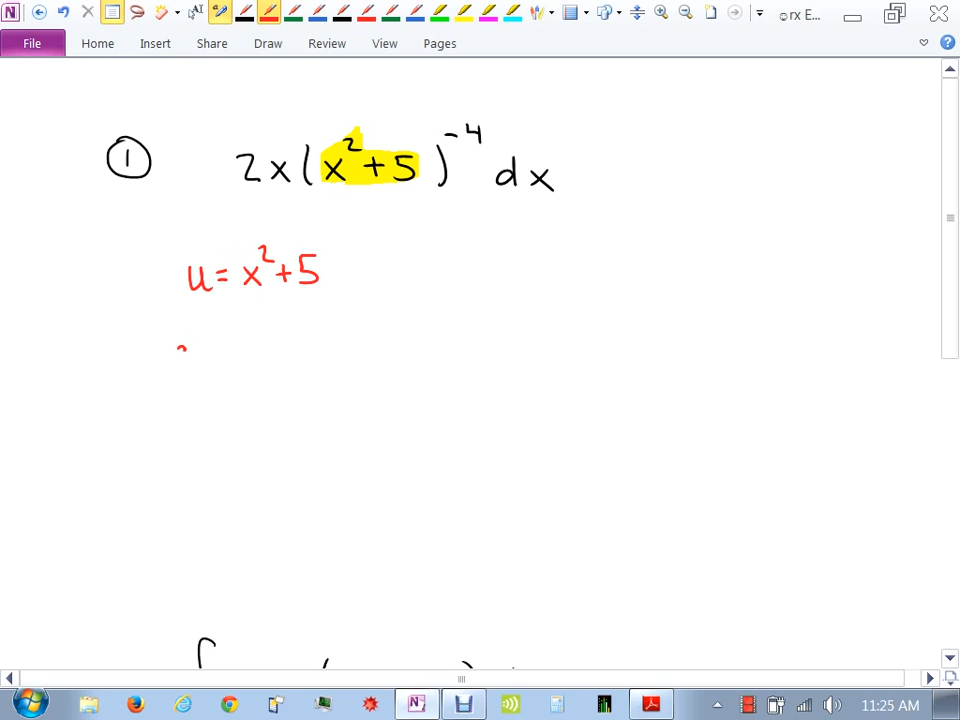 rx E...
File Home Insert Share Draw Review View Pages
① 2x(x²+5)⁻⁴ dx
u = x²+5
11:25 AM